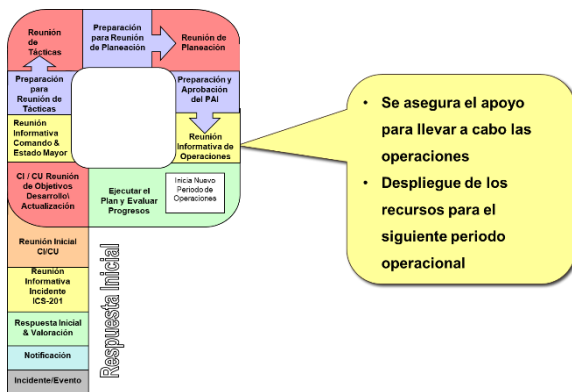 Reunión
de
Tácticas
Preparación
para Reunión
de Planeación
Reunión de
Planeación
Preparación
para
Reunión de
Tácticas
Preparación y
Aprobación
del PAI
Reunión
Informativa
Comando &
Estado Mayor
Reunión
Informativa de
Operaciones
CI / CU Reunión
de Objetivos
Desarrollo\
Actualización
Ejecutar el
Plan y Evaluar
Progresos
Inicia Nuevo
Periodo de
Operaciones
Reunión Inicial
CI/CU
Reunión
Informativa
Incidente
ICS-201
Respuesta Inicial
& Valoración
Notificación
Incidente/Evento
Respuesta Inicial
• Se asegura el apoyo
para llevar a cabo las
operaciones
• Despliegue de los
recursos para el
siguiente periodo
operacional